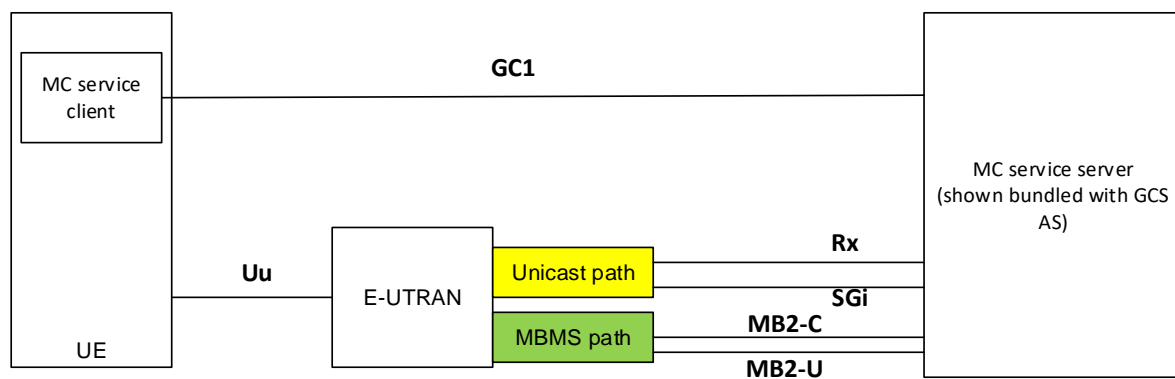 GC1
MC service
client
MC service server
(shown bundled with GCS
AS)
Rx
Uu
Unicast path
E-UTRAN
SGi
MB2-C
MBMS path
UE
MB2-U